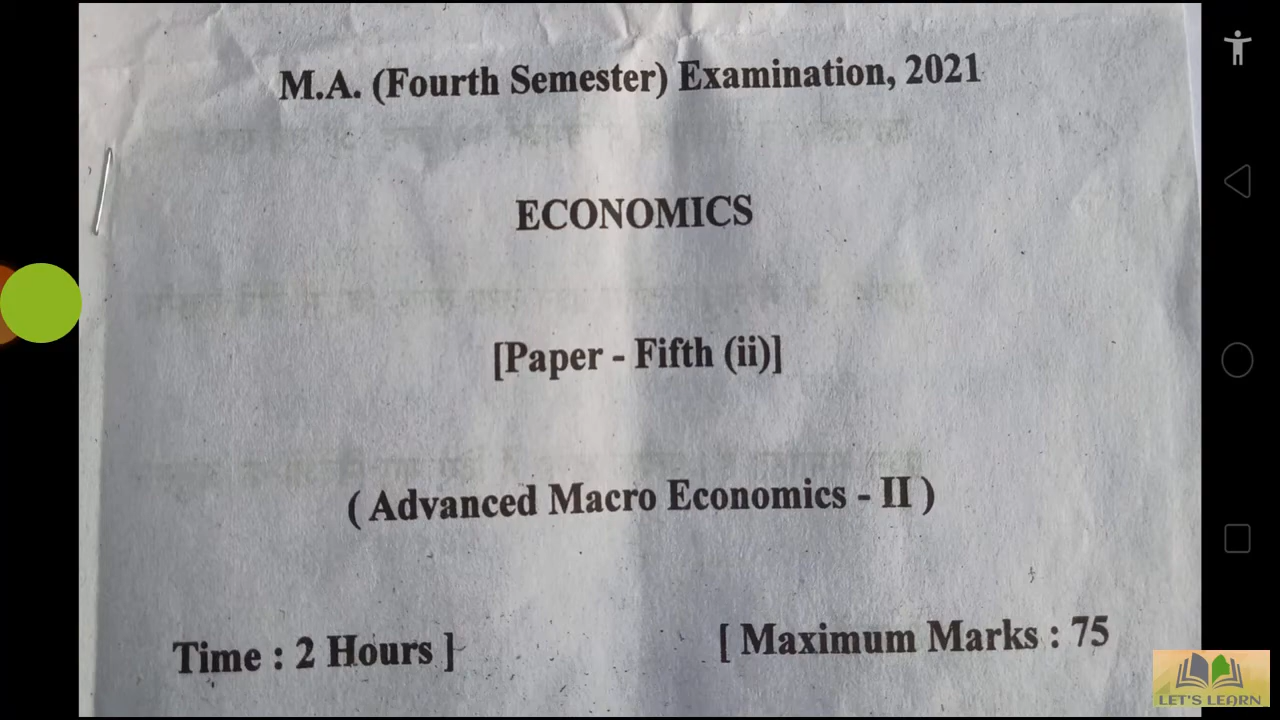 M.A. (Fourth Semester) Examination, 2021
ECONOMICS
[Paper - Fifth (ii)]
( Advanced Macro Economics - II )
Time : 2 Hours ]
[ Maximum Marks : 75
LET'S LEARN